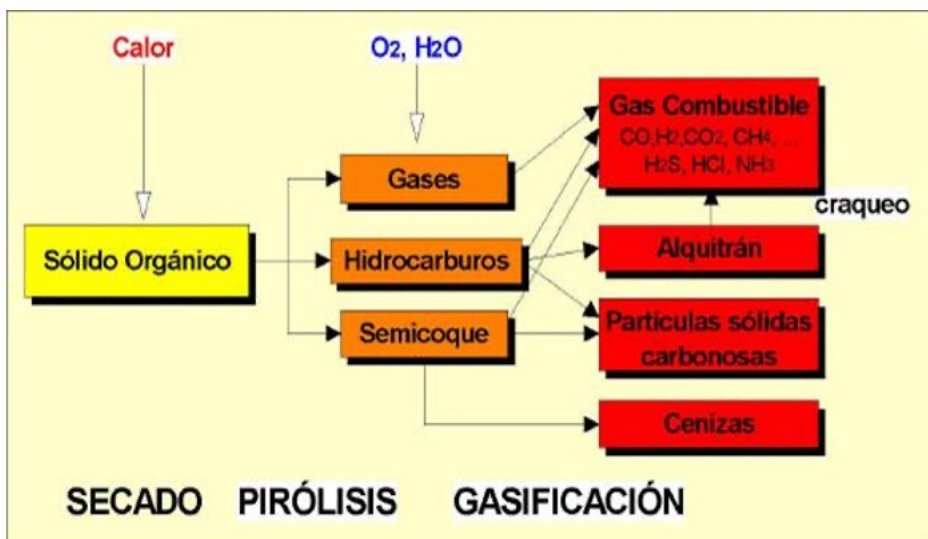 Calor
O2, H2O
Gas Combustible
CO,H2,CO2, CH4, ...
H2S, HCl, NH3
Gases
craqueo
Sólido Orgánico
Hidrocarburos
Alquitrán
Semicoque
Partículas sólidas
carbonosas
Cenizas
SECADO PIRÓLISIS GASIFICACIÓN